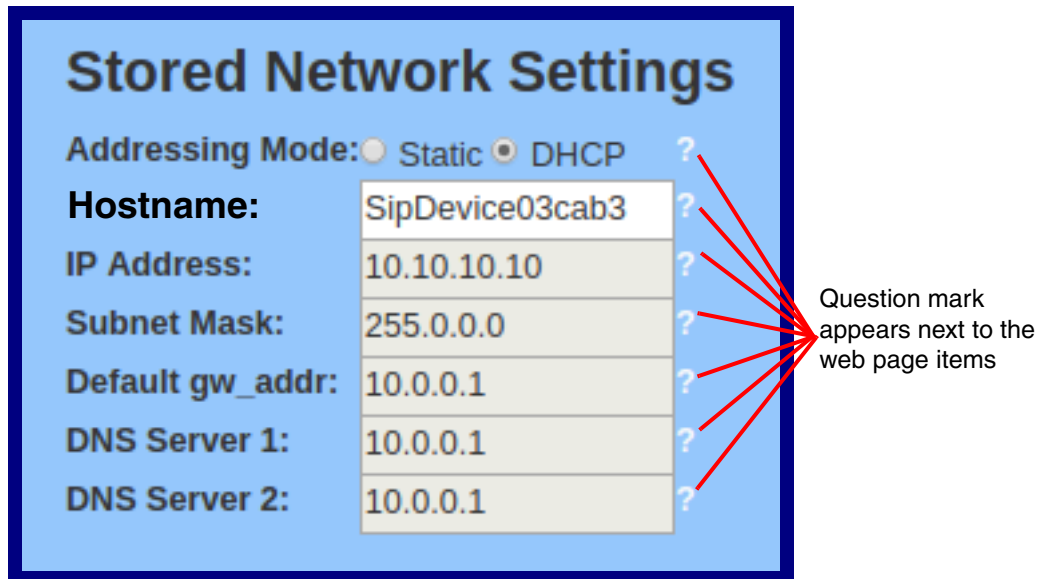 Stored Network Settings
Addressing Mode: Static DHCP ?
Hostname: SipDevice03cab3 ?
IP Address: 10.10.10.10 ?
Subnet Mask: 255.0.0.0 ?
Default gw_addr: 10.0.0.1 ?
DNS Server 1: 10.0.0.1 ?
DNS Server 2: 10.0.0.1 ?
Question mark
appears next to the
web page items